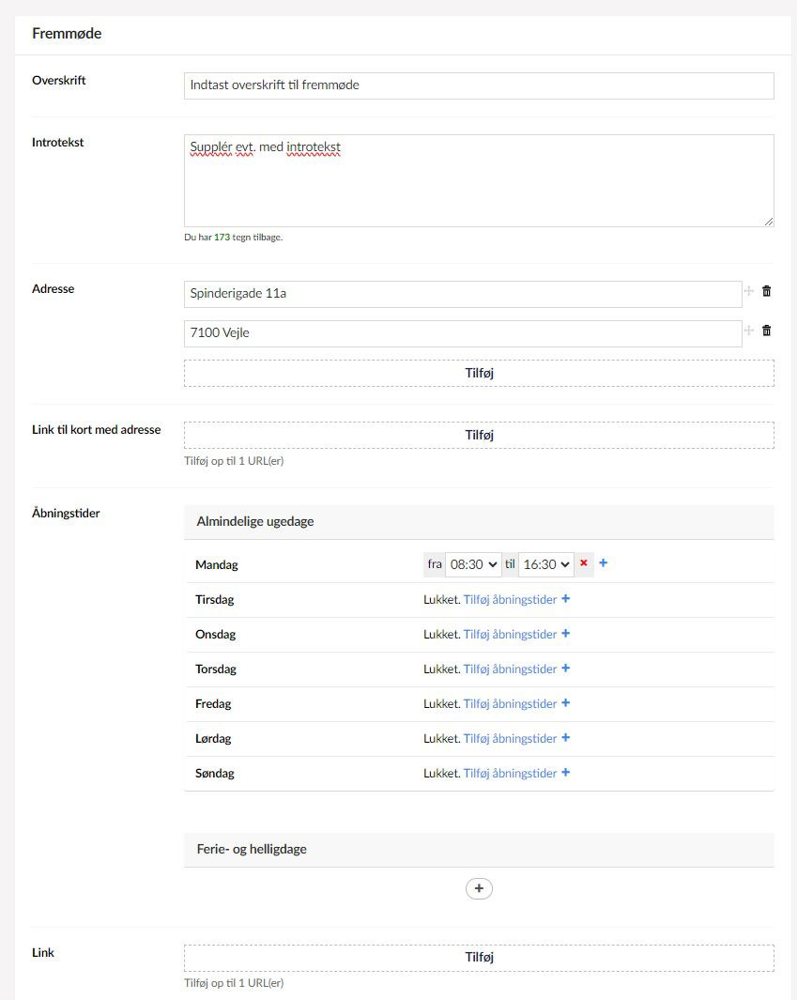 Fremmøde
Overskrift
Indtast overskrift til fremmøde
Introtekst
Supplér evt. med introtekst
Du har 173 tegn tilbage.
Adresse
Spinderigade 11a
7100 Vejle
Tilføj
Link til kort med adresse
Tilføj
Tilføj op til 1 URL(er)
Åbningstider
Almindelige ugedage
Mandag fra 08:30 til 16:30
Tirsdag Lukket. Tilføj åbningstider +
Onsdag Lukket. Tilføj åbningstider +
Torsdag Lukket. Tilføj åbningstider +
Fredag Lukket. Tilføj åbningstider +
Lørdag Lukket. Tilføj åbningstider +
Søndag Lukket. Tilføj åbningstider +
Ferie- og helligdage
+
Link
Tilføj
Tilføj op til 1 URL(er)